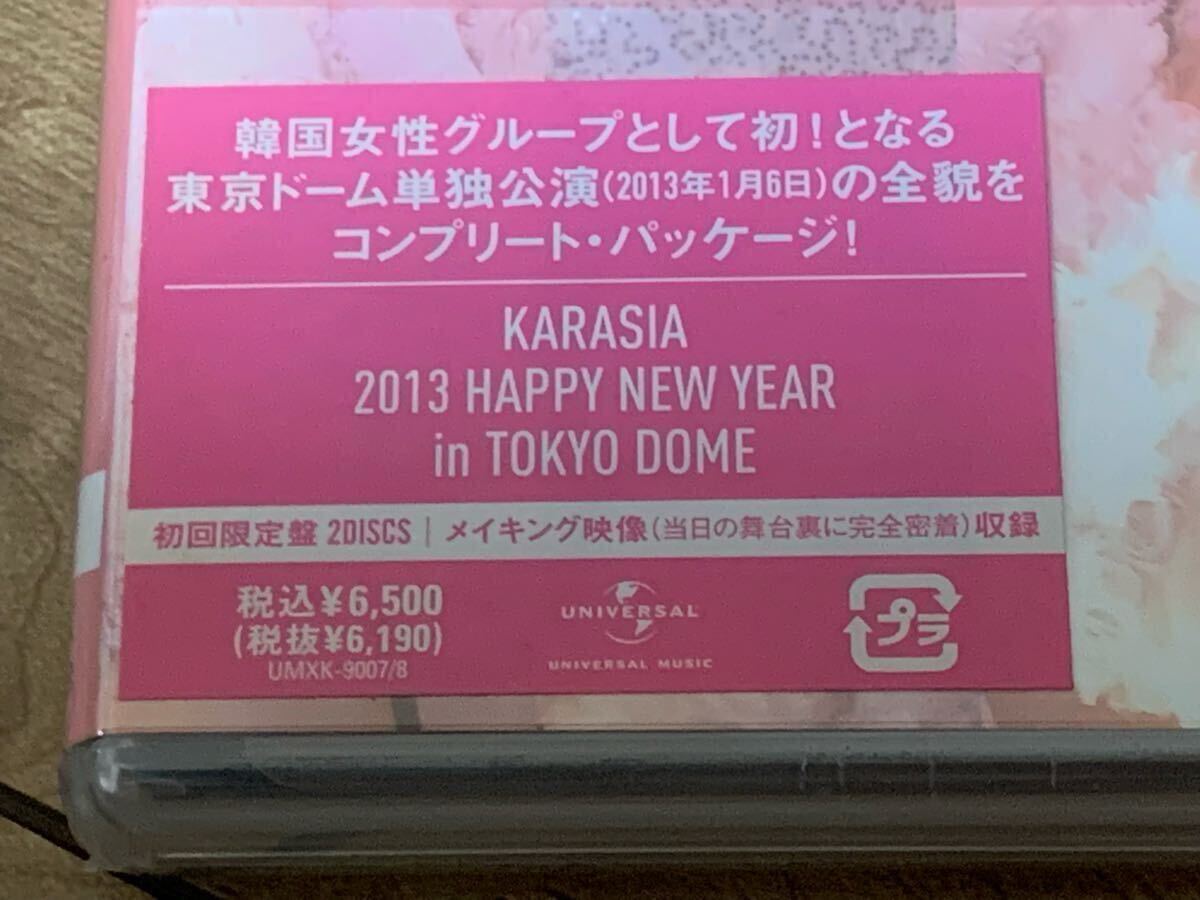 韓国女性グループとして初！となる
東京ドーム単独公演（2013年1月6日）の全貌を
コンプリート・パッケージ！
KARASIA
2013 HAPPY NEW YEAR
in TOKYO DOME
初回限定盤 2DISCS｜メイキング映像（当日の舞台裏に完全密着）収録
税込¥6,500
(税抜¥6,190)
UMXK-9007/8
UNIVERSAL
UNIVERSAL MUSIC
プラ